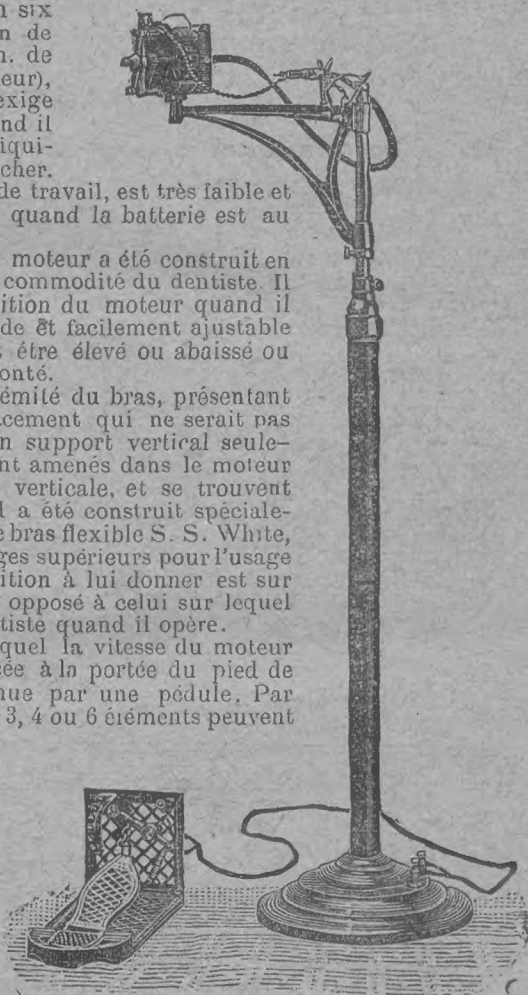 n six
n de
n. de
eur),
exige
nd il
iqui-
cher.
de travail, est très faible et
quand la batterie est au
moteur a été construit en
commodité du dentiste. Il
ition du moteur quand il
de et facilement ajustable
être élevé ou abaissé ou
onté.
émité du bras, présentant
cement qui ne serait pas
n support vertical seule-
nt amenés dans le moteur
verticale, et se trouvent
l a été construit spéciale-
e bras flexible S. S. White,
ges supérieurs pour l'usage
ition à lui donner est sur
opposé à celui sur lequel
tiste quand il opère.
quel la vitesse du moteur
cée à la portée du pied de
nue par une pédule. Par
3, 4 ou 6 éléments peuvent